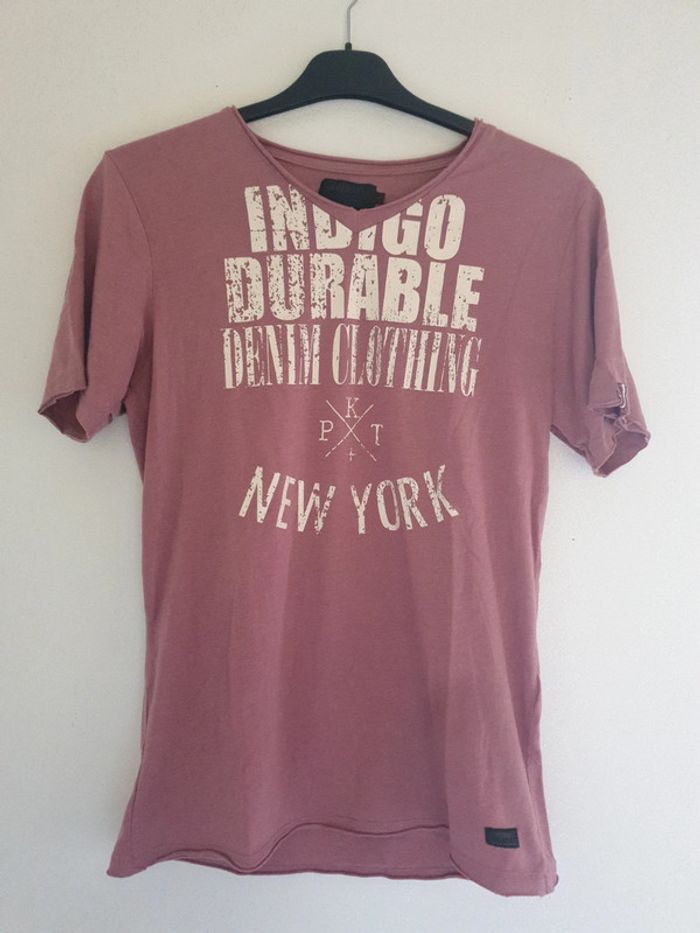 INDIGO
DURABLE
DENIM CLOTHING
K
P T
NEW YORK